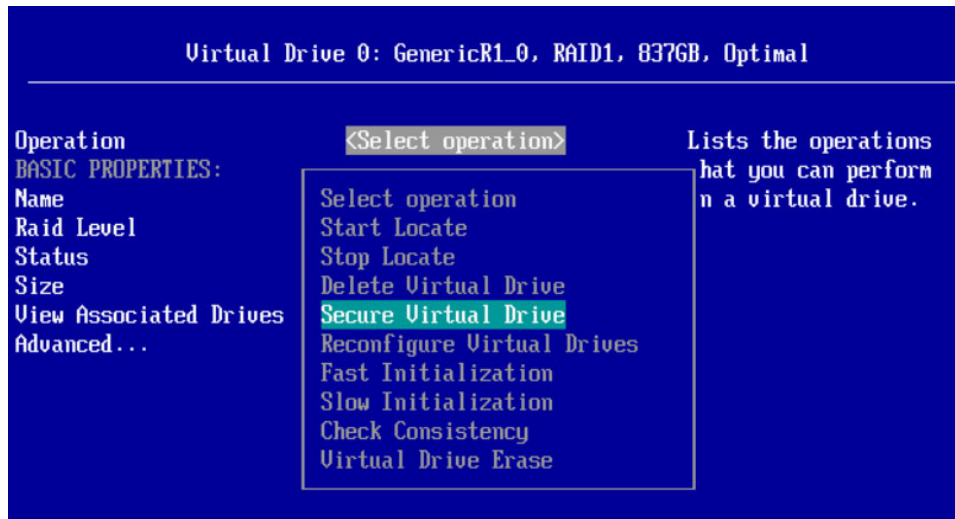 Virtual Drive 0: GenericR1_0, RAID1, 837GB, Optimal
Operation <Select operation> Lists the operations
BASIC PROPERTIES: hat you can perform
Name Select operation n a virtual drive.
Raid Level Start Locate
Status Stop Locate
Size Delete Virtual Drive
View Associated Drives Secure Virtual Drive
Advanced... Reconfigure Virtual Drives
Fast Initialization
Slow Initialization
Check Consistency
Virtual Drive Erase